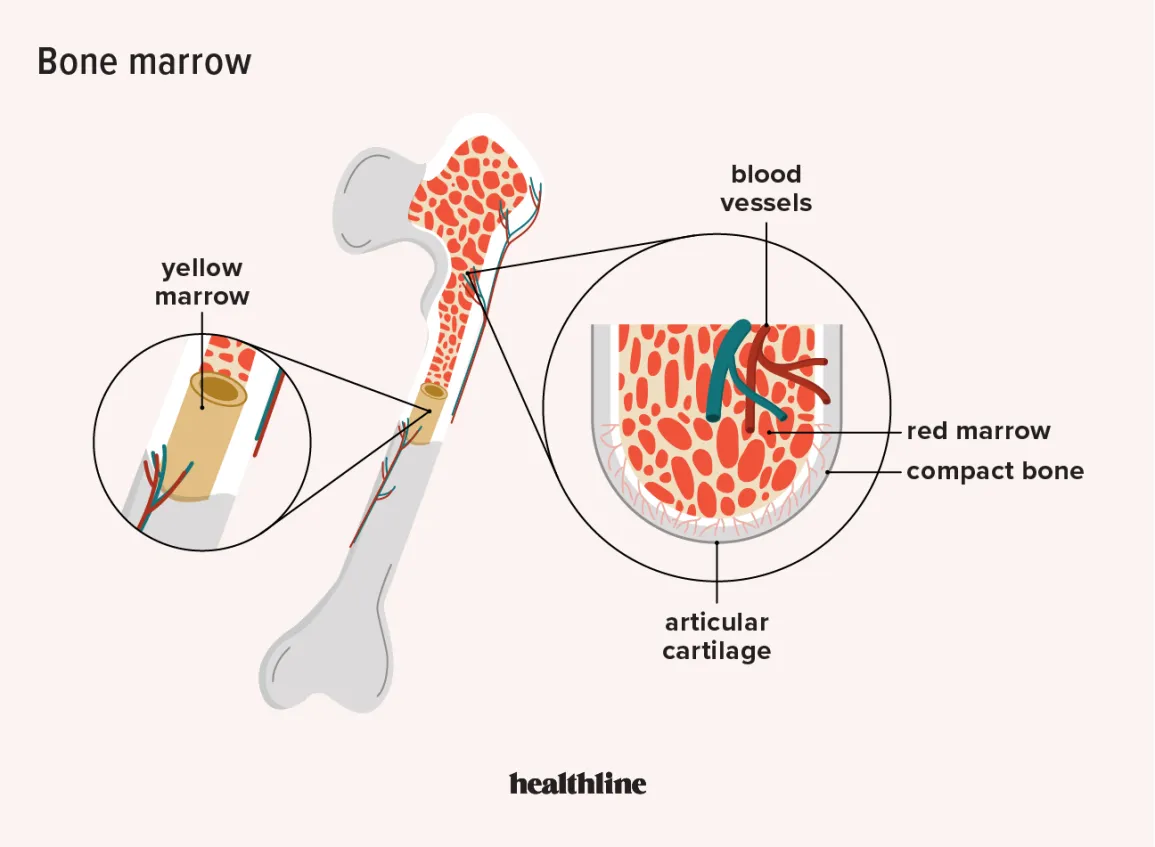 Bone marrow
blood
vessels
yellow
marrow
red marrow
compact bone
articular
cartilage
healthline